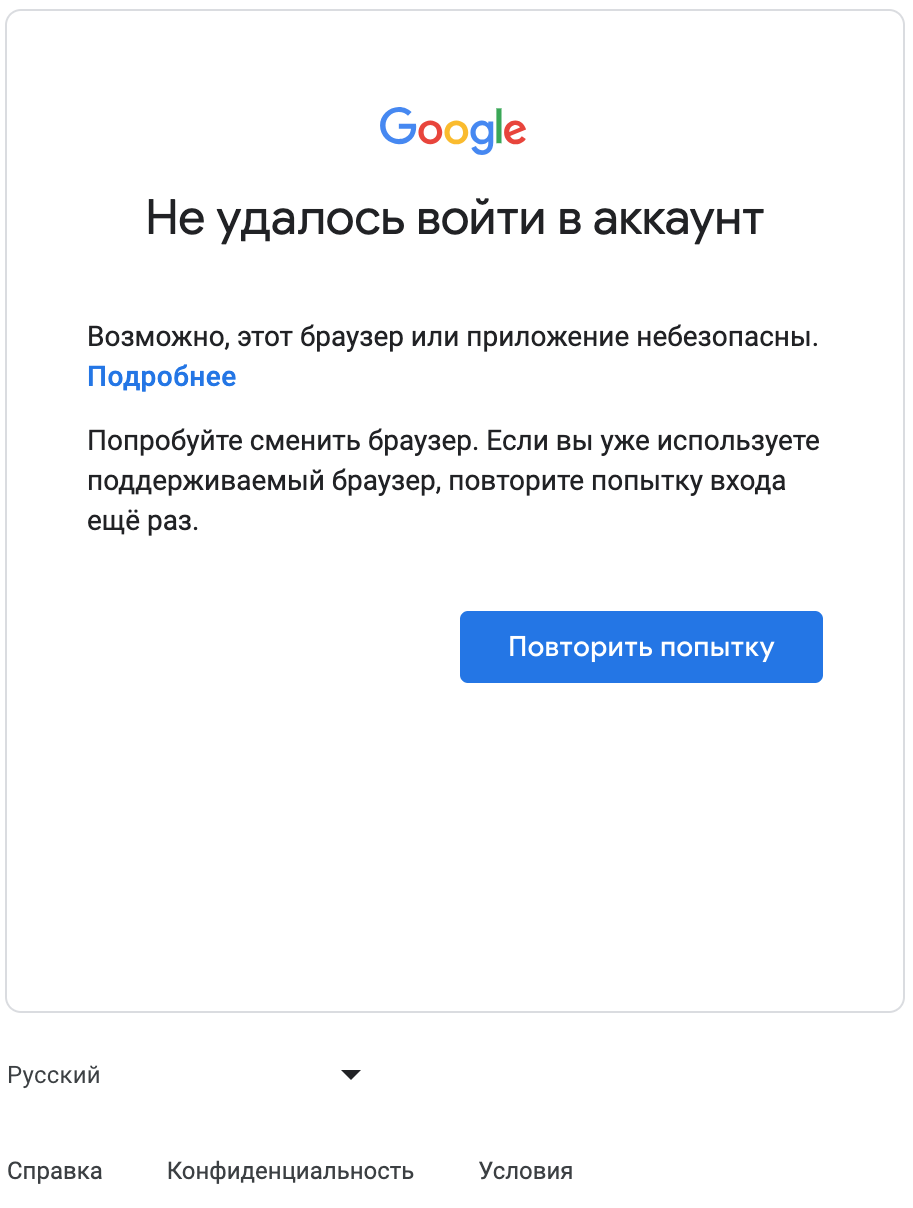 Google
Не удалось войти в аккаунт
Возможно, этот браузер или приложение небезопасны.
Подробнее
Попробуйте сменить браузер. Если вы уже используете
поддерживаемый браузер, повторите попытку входа
ещё раз.
Повторить попытку
Русский
Справка Конфиденциальность Условия